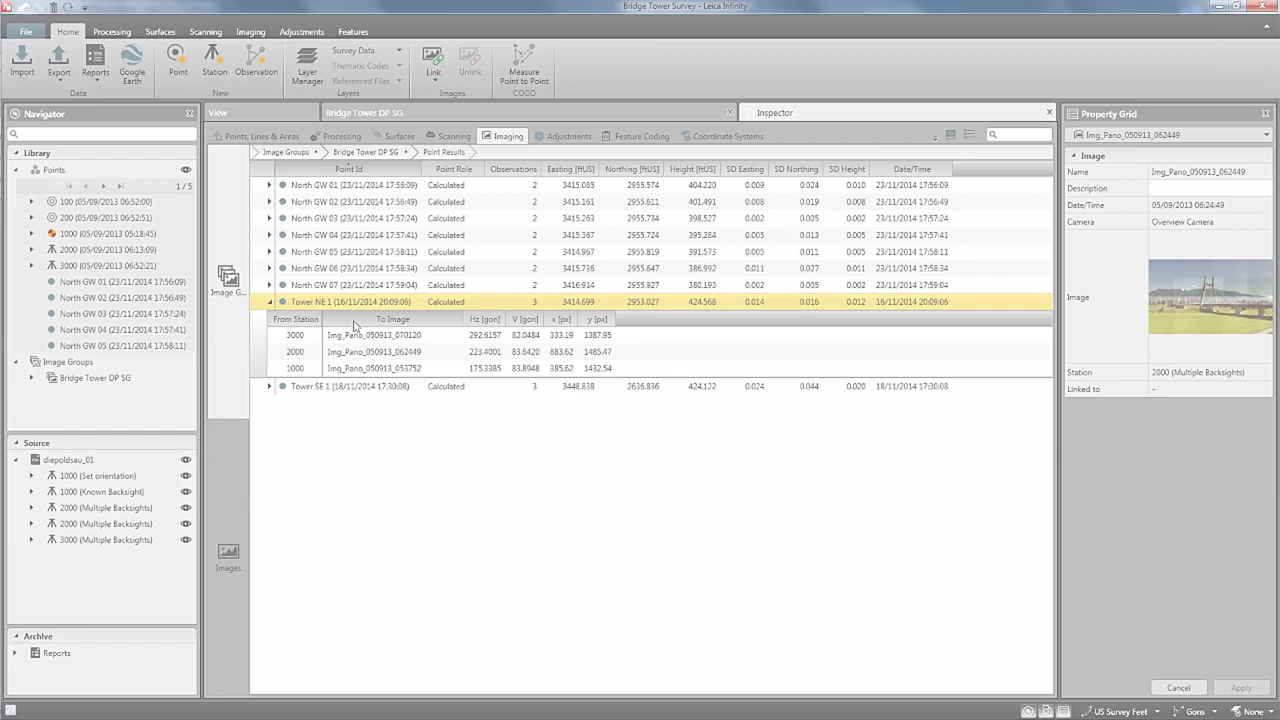 Bridge Tower Survey - Leica Infinity
File Home Processing Surfaces Scanning Imaging Adjustments Features
Import Export Reports Google Earth
Data
Point Station Observation
New
Layer Manager
Survey Data
Thematic Codes
Referenced Files
Layers
Link Unlink
Images
Measure Point to Point
COGO
Navigator
Library
Points
1 / 5
100 (05/09/2013 06:52:00)
200 (05/09/2013 06:52:51)
1000 (05/09/2013 05:18:45)
2000 (05/09/2013 06:13:09)
3000 (05/09/2013 06:52:21)
North GW 01 (23/11/2014 17:56:09)
North GW 02 (23/11/2014 17:56:49)
North GW 03 (23/11/2014 17:57:24)
North GW 04 (23/11/2014 17:57:41)
North GW 05 (23/11/2014 17:58:11)
Image Groups
Bridge Tower DP SG
Source
diepoldsau_01
1000 (Set orientation)
1000 (Known Backsight)
2000 (Multiple Backsights)
2000 (Multiple Backsights)
3000 (Multiple Backsights)
Archive
Reports
View Bridge Tower DP SG Inspector
Points, Lines & Areas Processing Surfaces Scanning Imaging Adjustments Feature Coding Coordinate Systems
Image Groups Bridge Tower DP SG Point Results
Image G...
Images
Point Id Point Role Observations Easting [ftUS] Northing [ftUS] Height [ftUS] SD Easting SD Northing SD Height Date/Time
North GW 01 (23/11/2014 17:56:09) Calculated 2 3415.085 2955.574 404.220 0.009 0.024 0.010 23/11/2014 17:56:09
North GW 02 (23/11/2014 17:56:49) Calculated 2 3415.161 2955.611 401.491 0.008 0.019 0.008 23/11/2014 17:56:49
North GW 03 (23/11/2014 17:57:24) Calculated 2 3415.263 2955.734 398.527 0.002 0.005 0.002 23/11/2014 17:57:24
North GW 04 (23/11/2014 17:57:41) Calculated 2 3415.367 2955.724 395.284 0.005 0.013 0.005 23/11/2014 17:57:41
North GW 05 (23/11/2014 17:58:11) Calculated 2 3414.967 2955.819 391.573 0.005 0.011 0.005 23/11/2014 17:58:11
North GW 06 (23/11/2014 17:58:34) Calculated 2 3415.736 2955.647 386.992 0.011 0.027 0.011 23/11/2014 17:58:34
North GW 07 (23/11/2014 17:59:04) Calculated 2 3416.914 2955.927 380.193 0.002 0.005 0.002 23/11/2014 17:59:04
Tower NE 1 (16/11/2014 20:09:06) Calculated 3 3414.699 2953.027 424.568 0.014 0.016 0.012 16/11/2014 20:09:06
From Station To Image Hz [gon] V [gon] x [px] y [px]
3000 Img_Pano_050913_070120 292.6157 82.0484 333.19 1387.95
2000 Img_Pano_050913_062449 223.4001 83.6420 883.62 1485.47
1000 Img_Pano_050913_053752 175.3385 83.8948 385.62 1432.54
Tower SE 1 (18/11/2014 17:30:08) Calculated 3 3448.838 2636.836 424.122 0.024 0.044 0.020 18/11/2014 17:30:08
Property Grid
Img_Pano_050913_062449
Image
Name Img_Pano_050913_062449
Description
Date/Time 05/09/2013 06:24:49
Camera Overview Camera
Image
Station 2000 (Multiple Backsights)
Linked to -
Cancel Apply
US Survey Feet Gons None